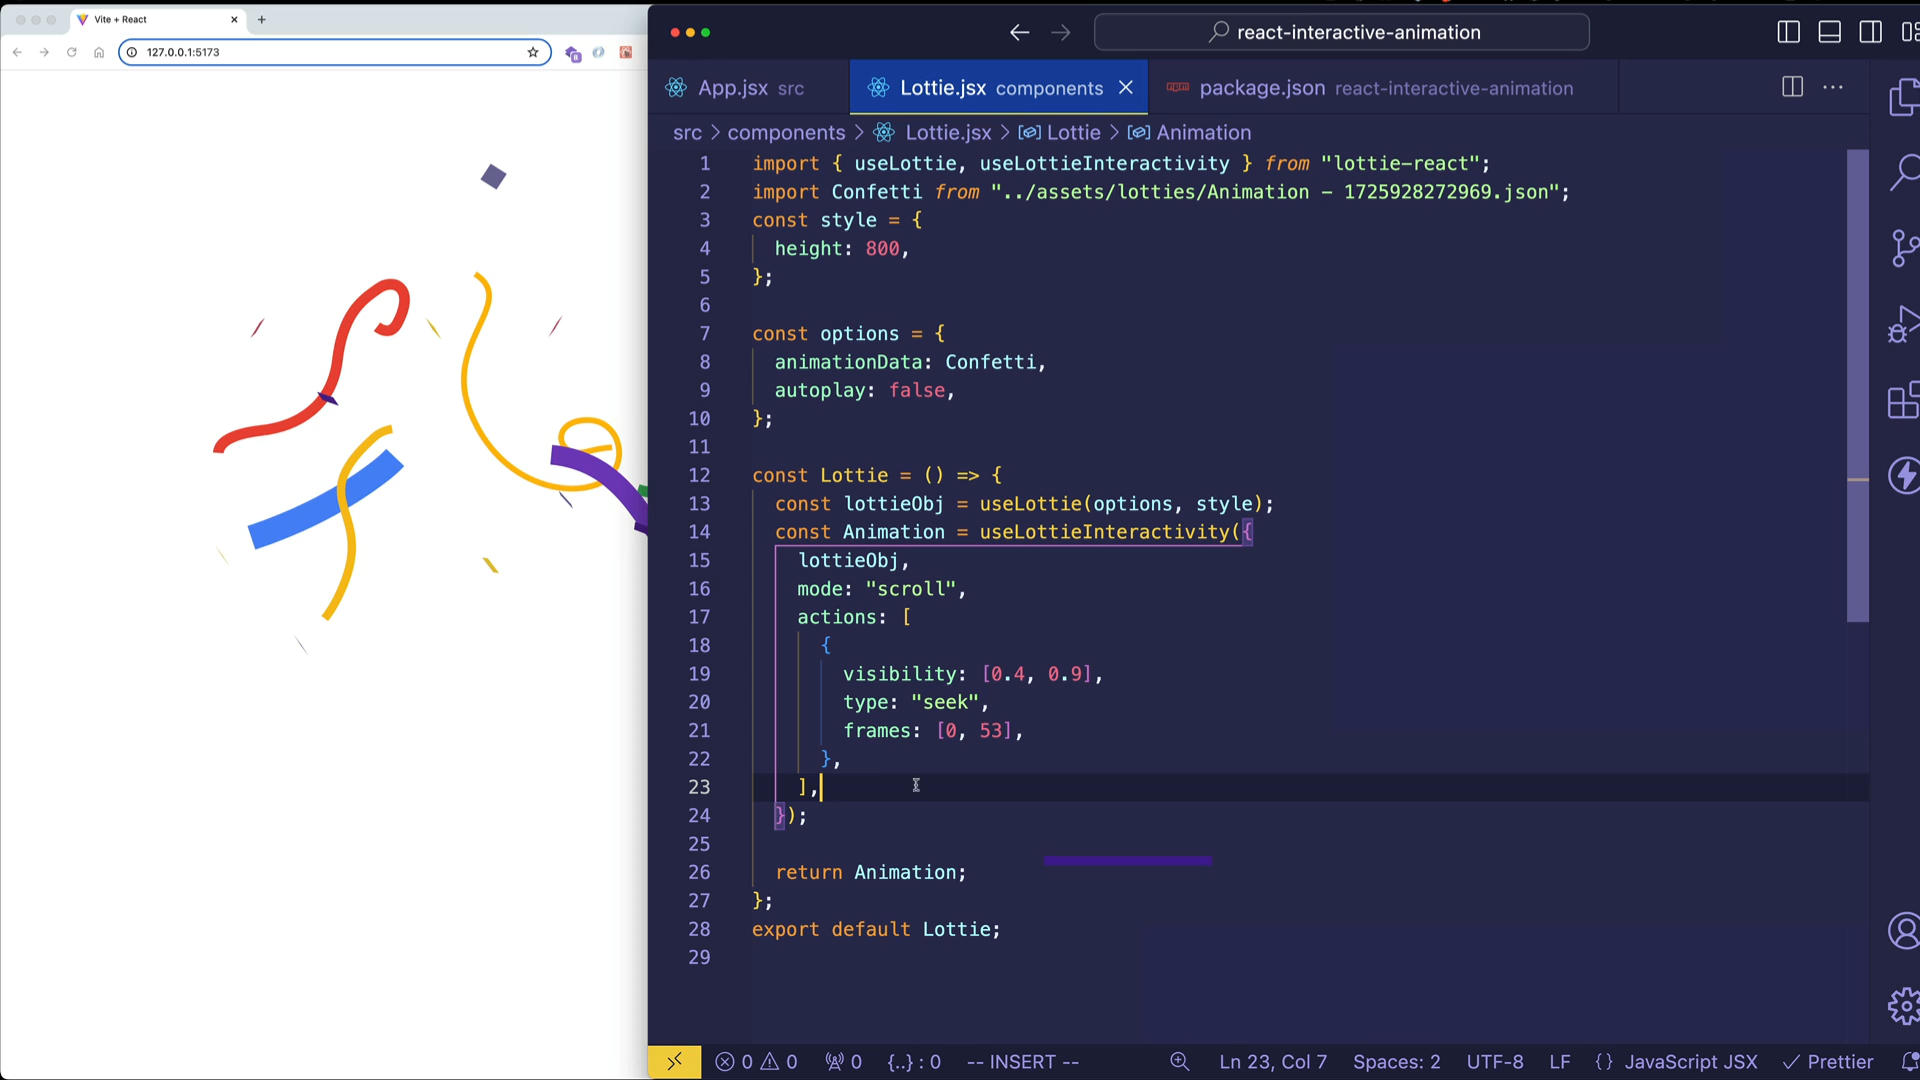 Vite + React
127.0.0.1:5173
react-interactive-animation
App.jsx src
Lottie.jsx components
package.json react-interactive-animation
src > components > Lottie.jsx > Lottie > Animation
1 import { useLottie, useLottieInteractivity } from "lottie-react";
2 import Confetti from "../assets/lotties/Animation - 1725928272969.json";
3 const style = {
4 height: 800,
5 };
6
7 const options = {
8 animationData: Confetti,
9 autoplay: false,
10 };
11
12 const Lottie = () => {
13 const lottieObj = useLottie(options, style);
14 const Animation = useLottieInteractivity({
15 lottieObj,
16 mode: "scroll",
17 actions: [
18 {
19 visibility: [0.4, 0.9],
20 type: "seek",
21 frames: [0, 53],
22 },
23 ],
24 });
25
26 return Animation;
27 };
28 export default Lottie;
29
0 0 0 {..} : 0 -- INSERT -- Ln 23, Col 7 Spaces: 2 UTF-8 LF {} JavaScript JSX Prettier